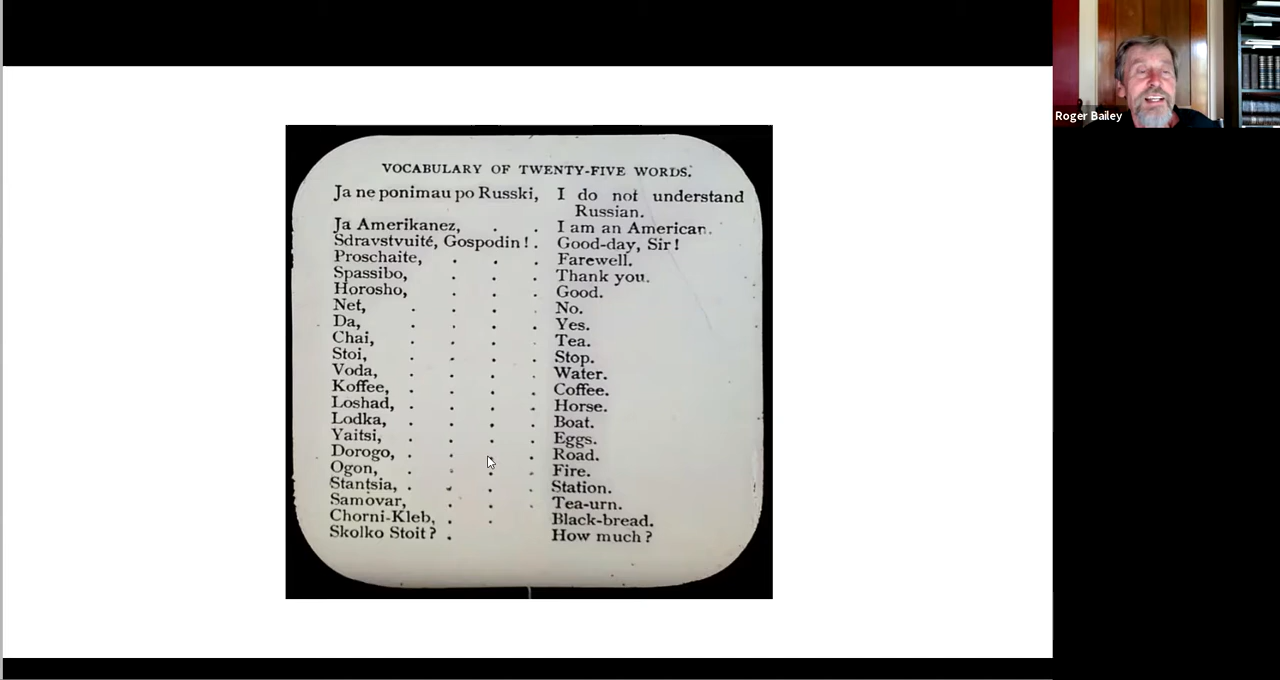 VOCABULARY OF TWENTY-FIVE WORDS.
Ja ne ponimau po Russki, I do not understand
Russian.
Ja Amerikanez, . . I am an American.
Sdravstvuité, Gospodin ! . Good-day, Sir !
Proschaite, . . . Farewell.
Spassibo, . . . Thank you.
Horosho, . . . Good.
Net, . . . . No.
Da, . . . . Yes.
Chai, . . . . Tea.
Stoi, . . . . Stop.
Voda, . . . . Water.
Koffee, . . . . Coffee.
Loshad, . . . . Horse.
Lodka, . . . . Boat.
Yaitsi, . . . . Eggs.
Dorogo, . . . . Road.
Ogon, . . . . Fire.
Stantsia, . . . . Station.
Samovar, . . . Tea-urn.
Chorni-Kleb, . . Black-bread.
Skolko Stoit ? . How much ?
Roger Bailey